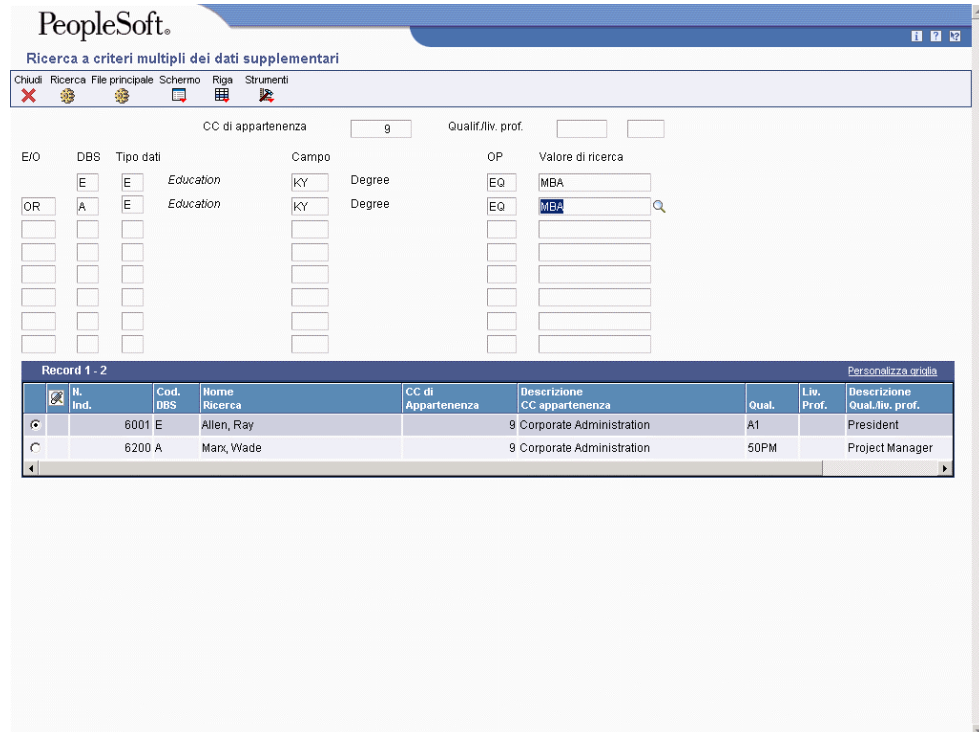 PeopleSoft®
Ricerca a criteri multipli dei dati supplementari
Chiudi Ricerca File principale Schermo Riga Strumenti
CC di appartenenza 9 Qualif./liv. prof.
E/O DBS Tipo dati Campo OP Valore di ricerca
E E Education KY Degree EQ MBA
OR A E Education KY Degree EQ MBA
Record 1 - 2 Personalizza griglia
N. Ind. Cod. DBS Nome Ricerca CC di Appartenenza Descrizione CC appartenenza Qual. Liv. Prof. Descrizione Qual./liv. prof.
6001 E Allen, Ray 9 Corporate Administration A1 President
6200 A Marx, Wade 9 Corporate Administration 50PM Project Manager